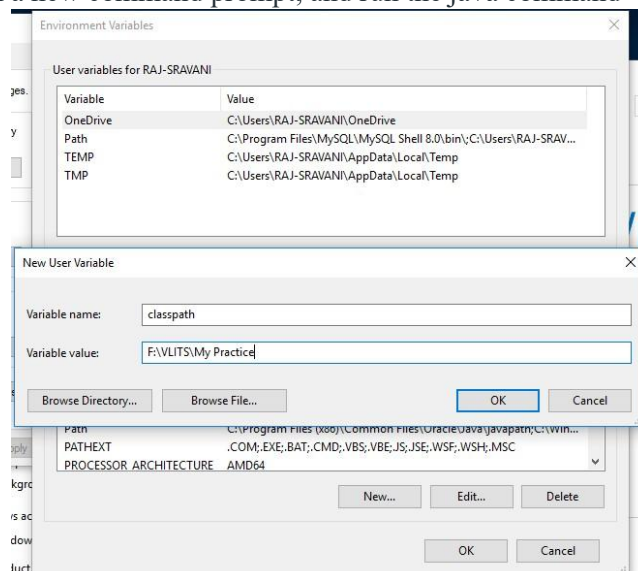 a new command prompt, and run the java command
Environment Variables
User variables for RAJ-SRAVANI
Variable Value
OneDrive C:\Users\RAJ-SRAVANI\OneDrive
Path C:\Program Files\MySQL\MySQL Shell 8.0\bin\;C:\Users\RAJ-SRAV...
TEMP C:\Users\RAJ-SRAVANI\AppData\Local\Temp
TMP C:\Users\RAJ-SRAVANI\AppData\Local\Temp
New User Variable
Variable name: classpath
Variable value: F:\VLITS\My Practice
Browse Directory... Browse File... OK Cancel
Path C:\Program Files (x86)\Common Files\Oracle\Java\javapath;C:\Win...
PATHEXT .COM;.EXE;.BAT;.CMD;.VBS;.VBE;.JS;.JSE;.WSF;.WSH;.MSC
PROCESSOR_ARCHITECTURE AMD64
New... Edit... Delete
OK Cancel